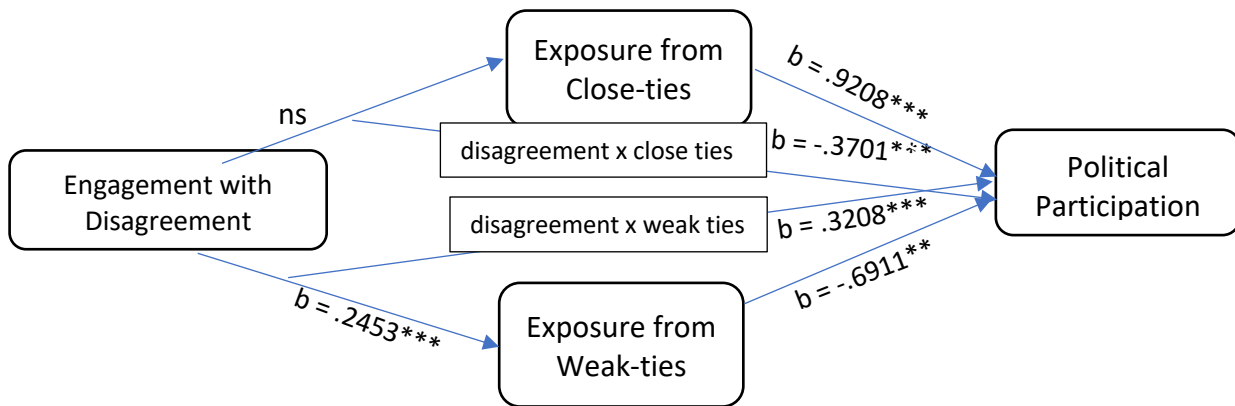 Exposure from
Close-ties
b = .9208***
ns
disagreement x close ties
b = -.3701***
Engagement with
Disagreement
Political
Participation
disagreement x weak ties
b = .3208***
b = .2453***
b = -.6911**
Exposure from
Weak-ties